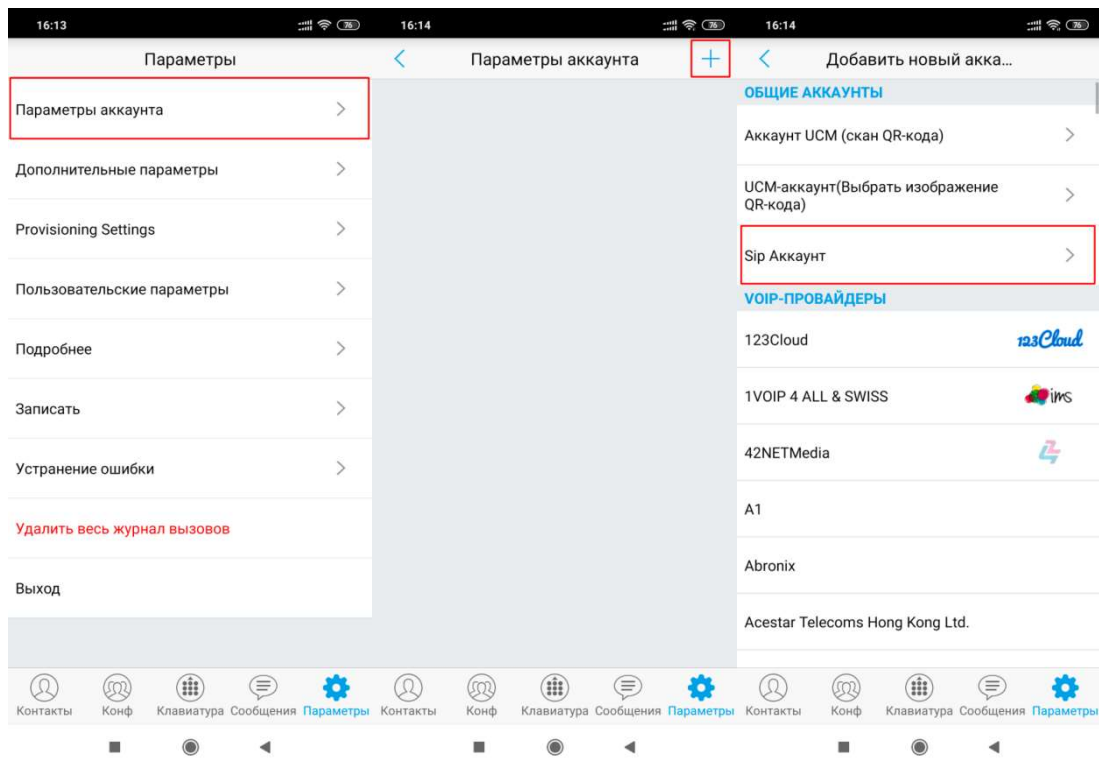 16:13
76
Параметры
Параметры аккаунта
Дополнительные параметры
Provisioning Settings
Пользовательские параметры
Подробнее
Записать
Устранение ошибки
Удалить весь журнал вызовов
Выход
Контакты
Конф
Клавиатура
Сообщения
Параметры
16:14
76
Параметры аккаунта
Контакты
Конф
Клавиатура
Сообщения
Параметры
16:14
76
Добавить новый акка...
ОБЩИЕ АККАУНТЫ
Аккаунт UCM (скан QR-кода)
UCM-аккаунт(Выбрать изображение
QR-кода)
Sip Аккаунт
VOIP-ПРОВАЙДЕРЫ
123Cloud
123Cloud
1VOIP 4 ALL & SWISS
ims
42NETMedia
A1
Abronix
Acestar Telecoms Hong Kong Ltd.
Контакты
Конф
Клавиатура
Сообщения
Параметры